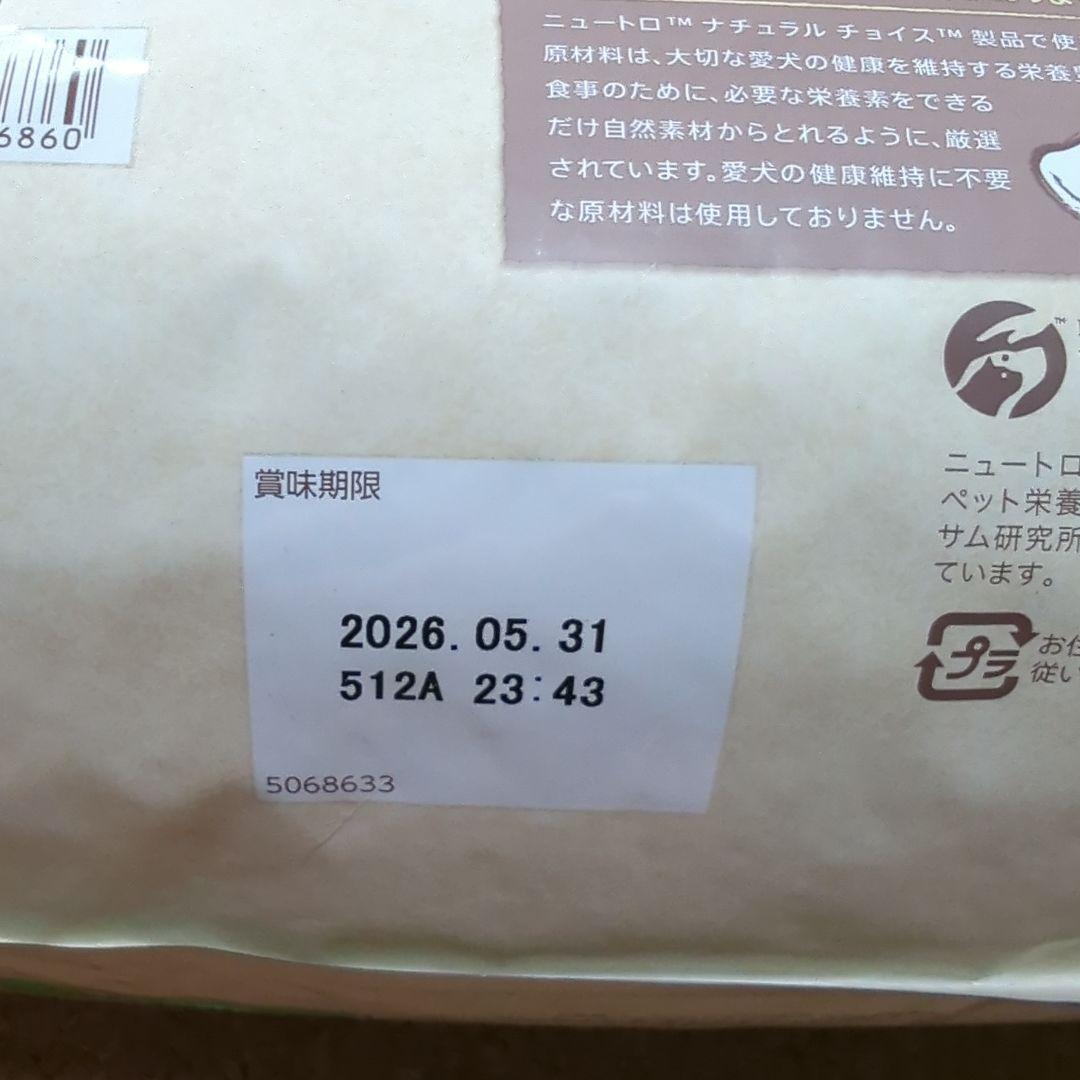 6860
ニュートロ™ ナチュラル チョイス™ 製品で使
原材料は、大切な愛犬の健康を維持する栄養
食事のために、必要な栄養素をできる
だけ自然素材からとれるように、厳選
されています。愛犬の健康維持に不要
な原材料は使用しておりません。
™
ニュートロ
ペット栄養
サム研究所
ています。
賞味期限
2026.05.31
512A 23:43
5068633
プラ
お住
従い